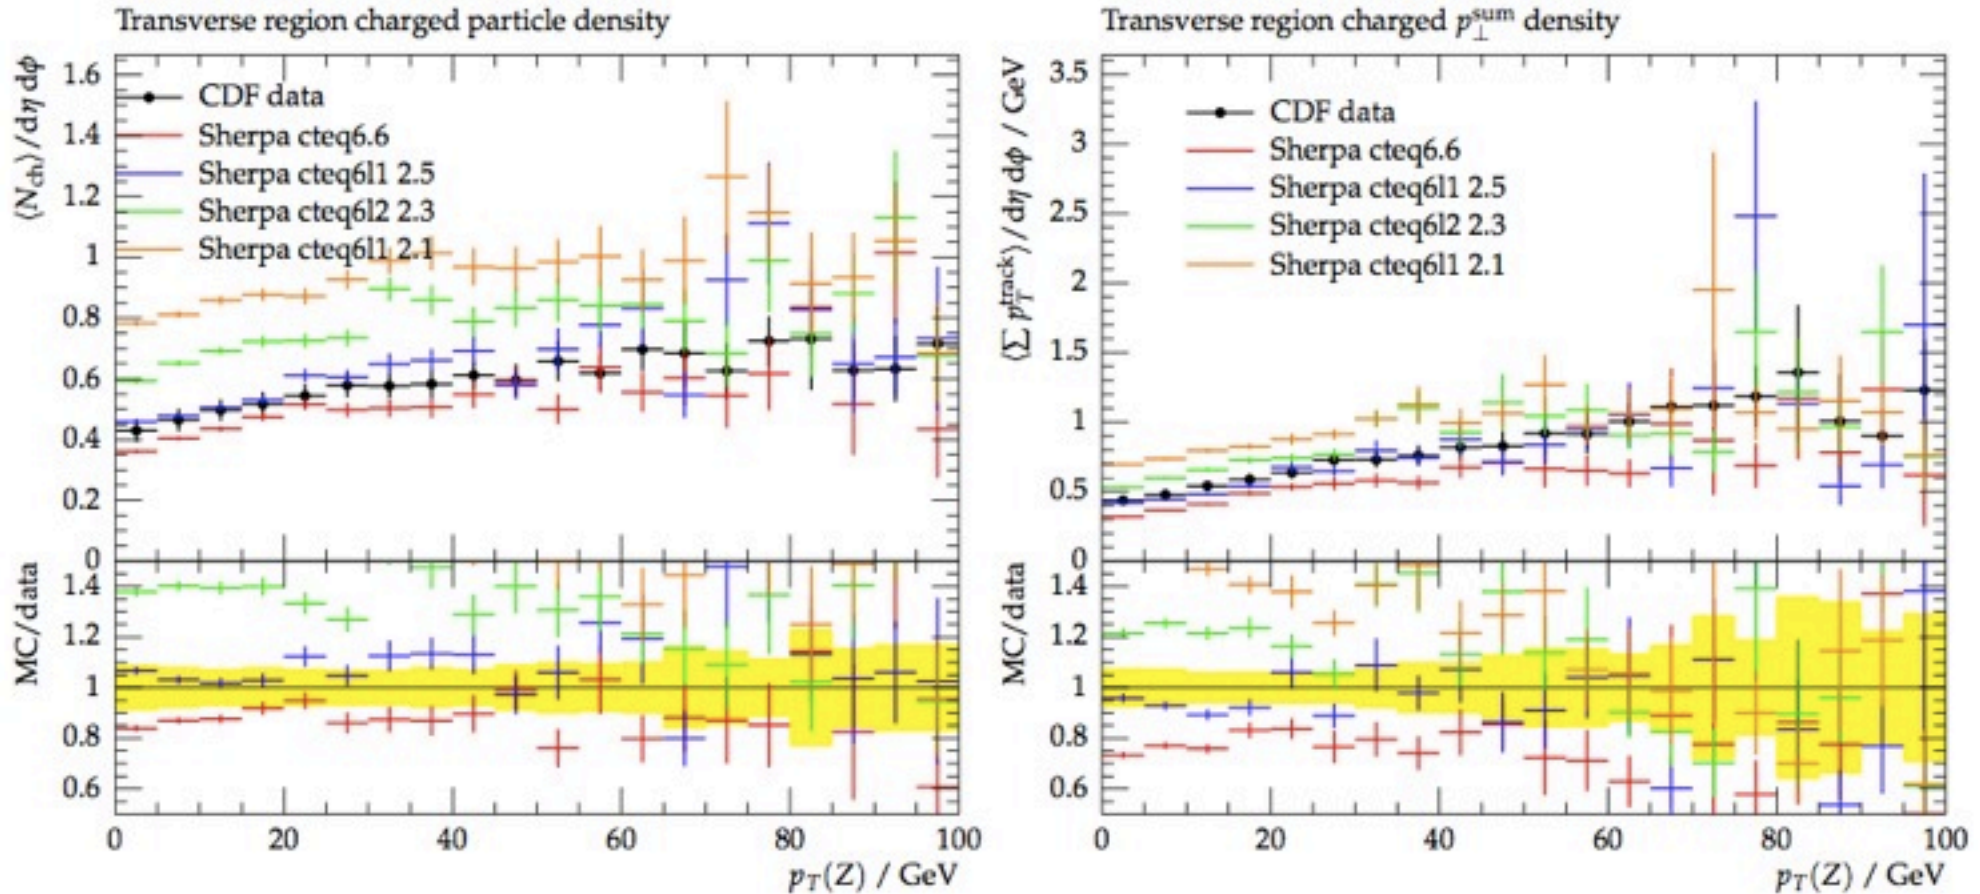 Transverse region charged particle density
⟨N_ch⟩/dη dϕ
1.6
1.4
1.2
1
0.8
0.6
0.4
0.2
0
CDF data
Sherpa cteq6.6
Sherpa cteq6l1 2.5
Sherpa cteq6l2 2.3
Sherpa cteq6l1 2.1
MC/data
1.4
1.2
1
0.8
0.6
0 20 40 60 80 100
p_T(Z) / GeV
Transverse region charged p_⊥^sum density
⟨∑ p_T^track⟩/dη dϕ / GeV
3.5
3
2.5
2
1.5
1
0.5
0
CDF data
Sherpa cteq6.6
Sherpa cteq6l1 2.5
Sherpa cteq6l2 2.3
Sherpa cteq6l1 2.1
MC/data
1.4
1.2
1
0.8
0.6
0 20 40 60 80 100
p_T(Z) / GeV